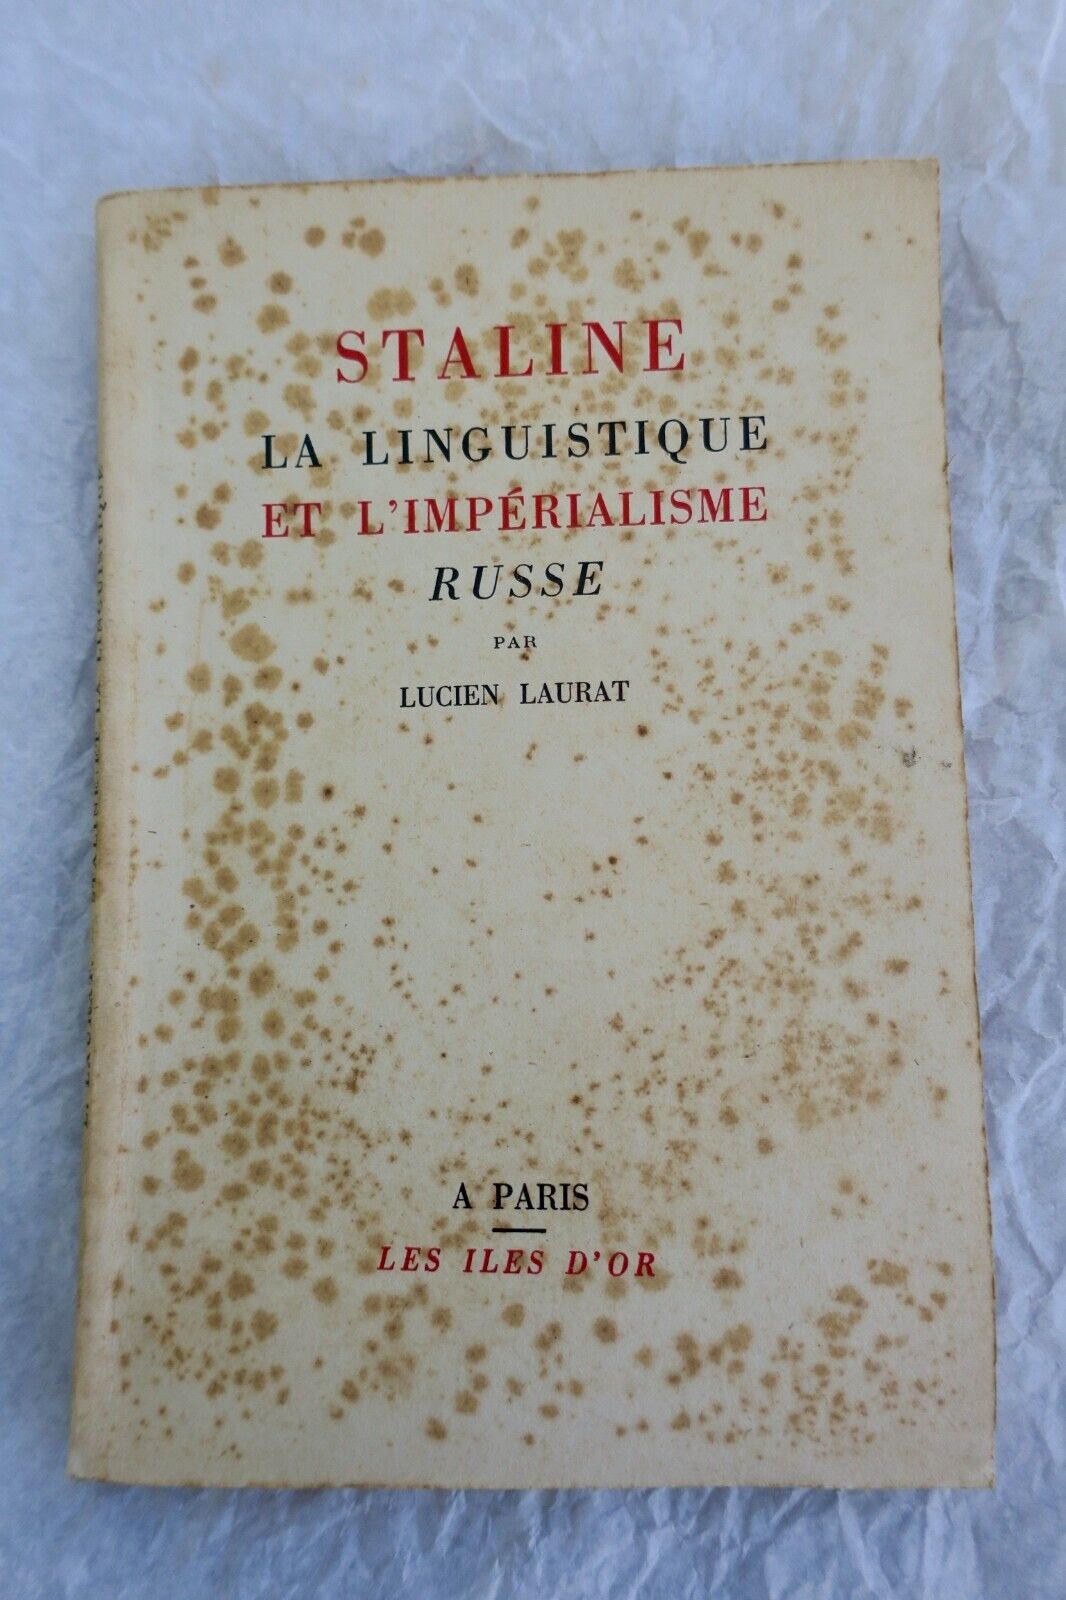 STALINE
LA LINGUISTIQUE
ET L'IMPÉRIALISME
RUSSE
PAR
LUCIEN LAURAT
A PARIS
LES ILES D'OR